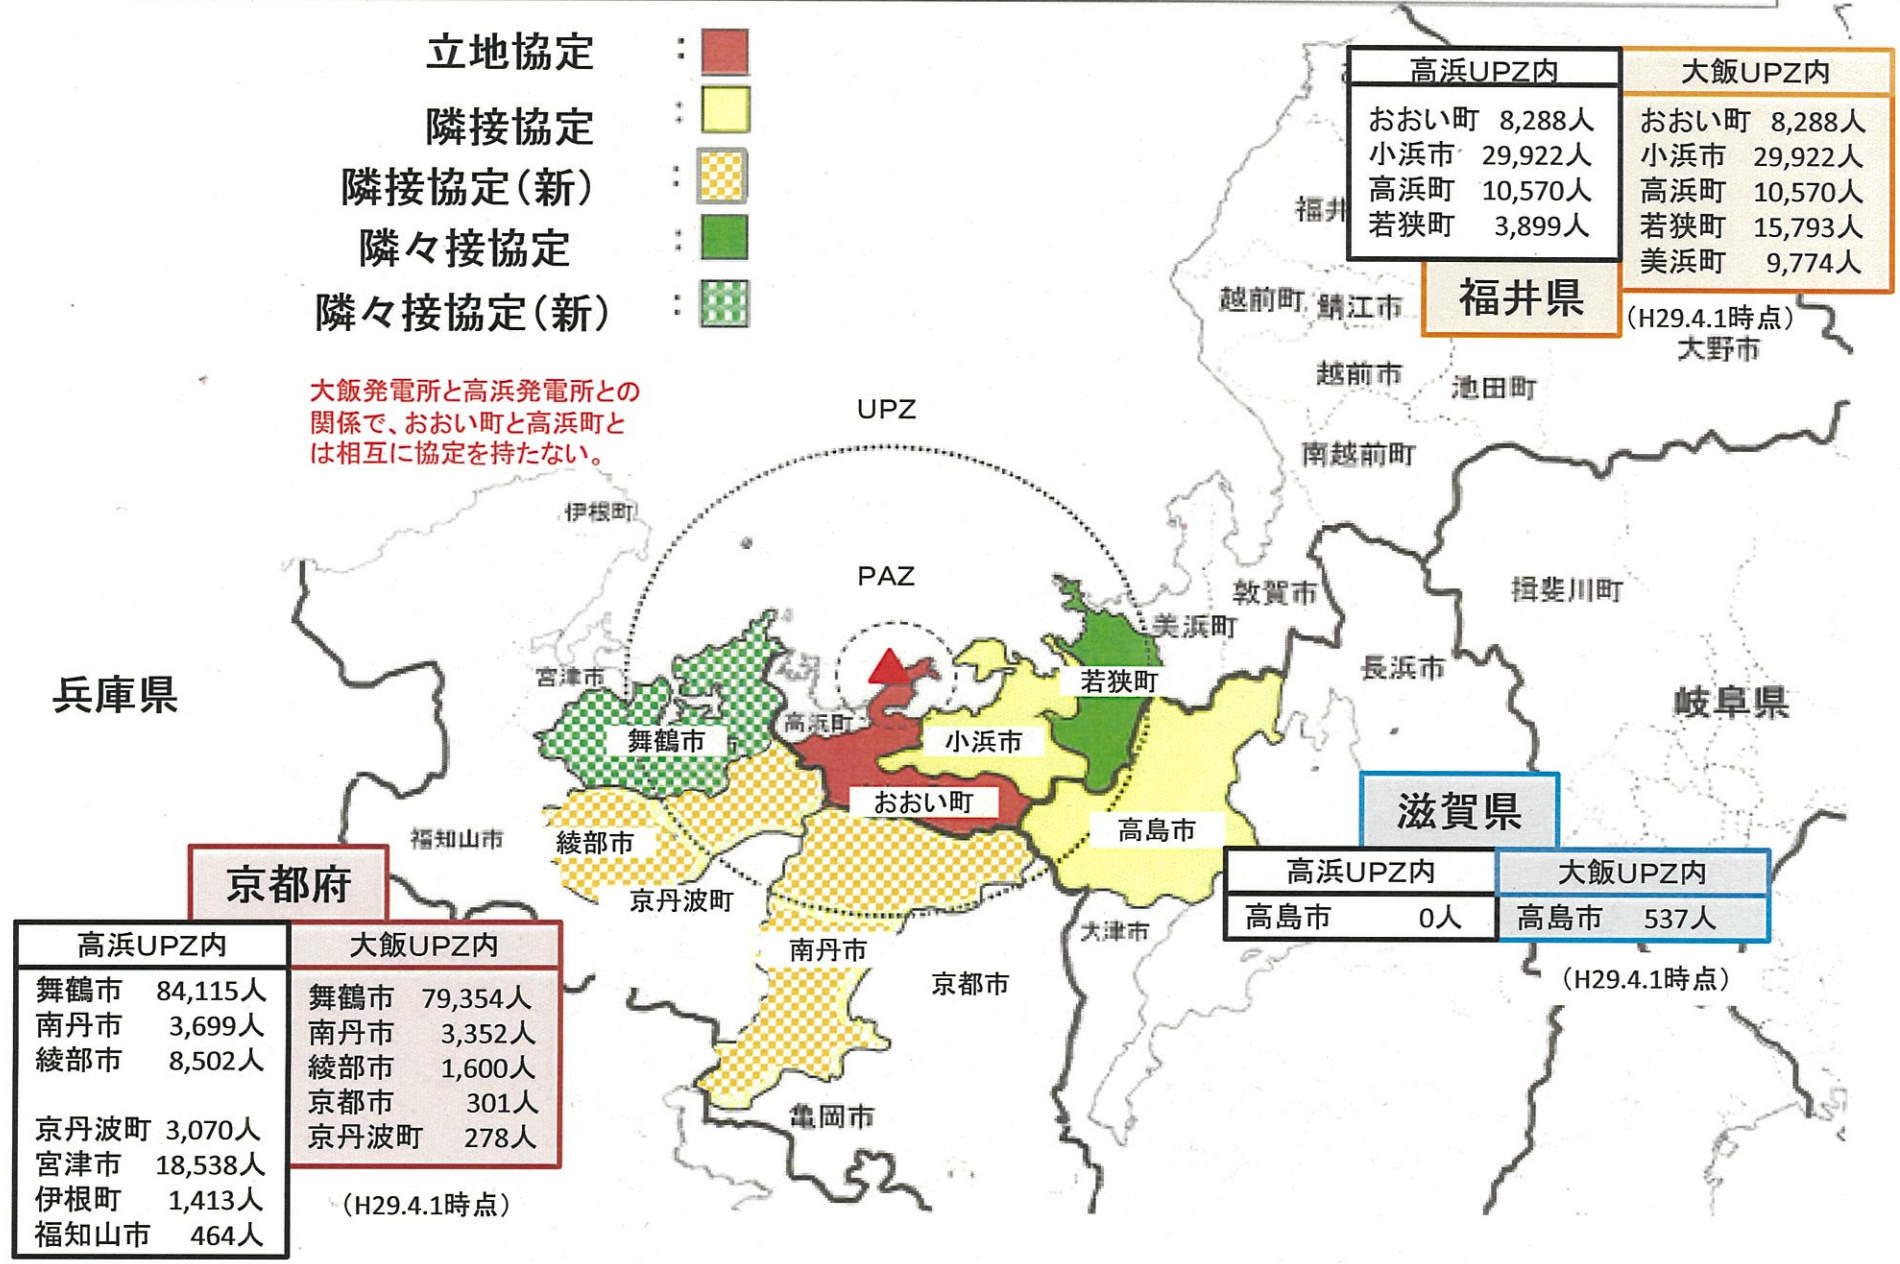 立地協定 :
隣接協定 :
隣接協定(新) :
隣々接協定 :
隣々接協定(新) :
大飯発電所と高浜発電所との
関係で、おおい町と高浜町と
は相互に協定を持たない。
高浜UPZ内
おおい町 8,288人
小浜市 29,922人
高浜町 10,570人
若狭町 3,899人
大飯UPZ内
おおい町 8,288人
小浜市 29,922人
高浜町 10,570人
若狭町 15,793人
美浜町 9,774人
福井県
(H29.4.1時点)
福井
越前町
鯖江市
大野市
越前市
池田町
南越前町
UPZ
PAZ
伊根町
敦賀市
美浜町
揖斐川町
宮津市
兵庫県
若狭町
長浜市
岐阜県
高浜町
舞鶴市
市
小浜市
おおい町
高島市
福知山市
綾部市
京丹波町
南丹市
京都市
大津市
亀岡市
滋賀県
高浜UPZ内
高島市 0人
大飯UPZ内
高島市 537人
(H29.4.1時点)
京都府
高浜UPZ内
舞鶴市 84,115人
南丹市 3,699人
綾部市 8,502人
京丹波町 3,070人
宮津市 18,538人
伊根町 1,413人
福知山市 464人
大飯UPZ内
舞鶴市 79,354人
南丹市 3,352人
綾部市 1,600人
京都市 301人
京丹波町 278人
(H29.4.1時点)